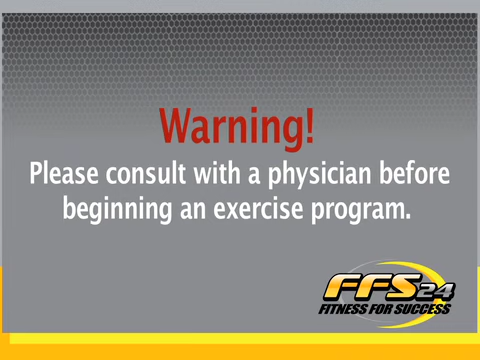 Warning!
Please consult with a physician before
beginning an exercise program.
FFS24
FITNESS FOR SUCCESS